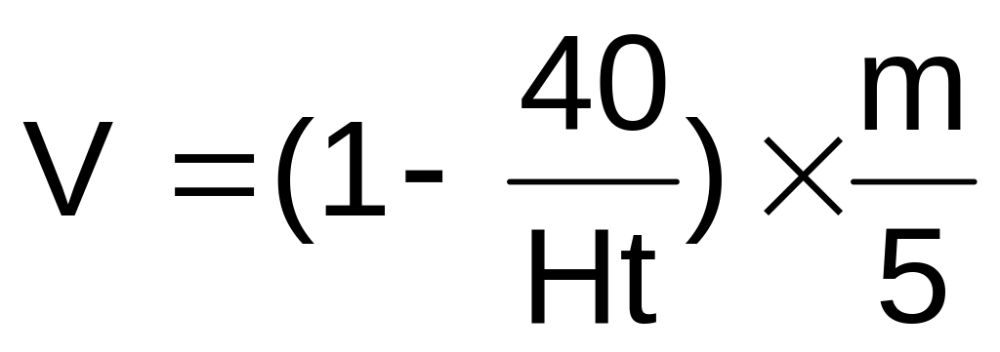 V = (1- 40/Ht) × m/5